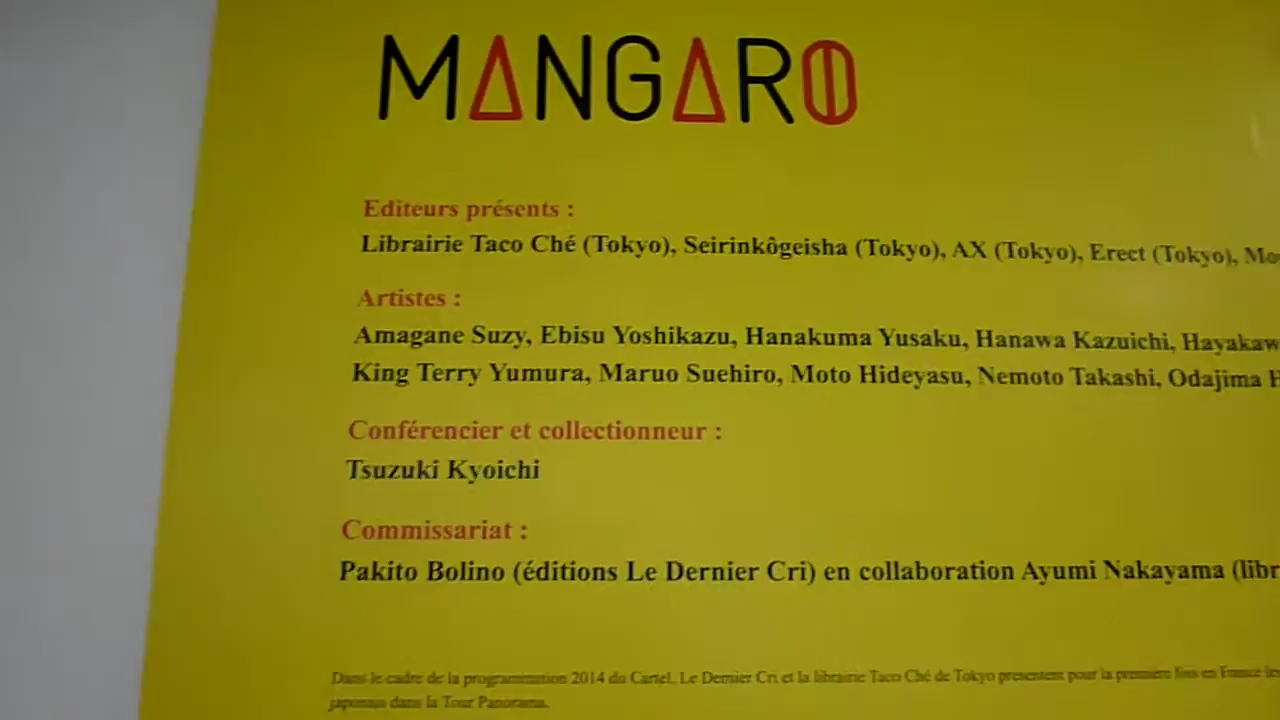 MANGARO
Editeurs présents :
Librairie Taco Ché (Tokyo), Seirinkôgeisha (Tokyo), AX (Tokyo), Erect (Tokyo),
Artistes :
Amagane Suzy, Ebisu Yoshikazu, Hanakuma Yusaku, Hanawa Kazuichi,
King Terry Yumura, Maruo Suehiro, Moto Hideyasu, Nemoto Takashi, Odajima
Conférencier et collectionneur :
Tsuzuki Kyoichi
Commissariat :
Pakito Bolino (éditions Le Dernier Cri) en collaboration Ayumi Nakayama
Dans le cadre de la programmation 2014 du Cartel, Le Dernier Cri et la librairie Taco Ché de Tokyo présentent pour la première fois en France les
japonais dans la Tour Panorama.